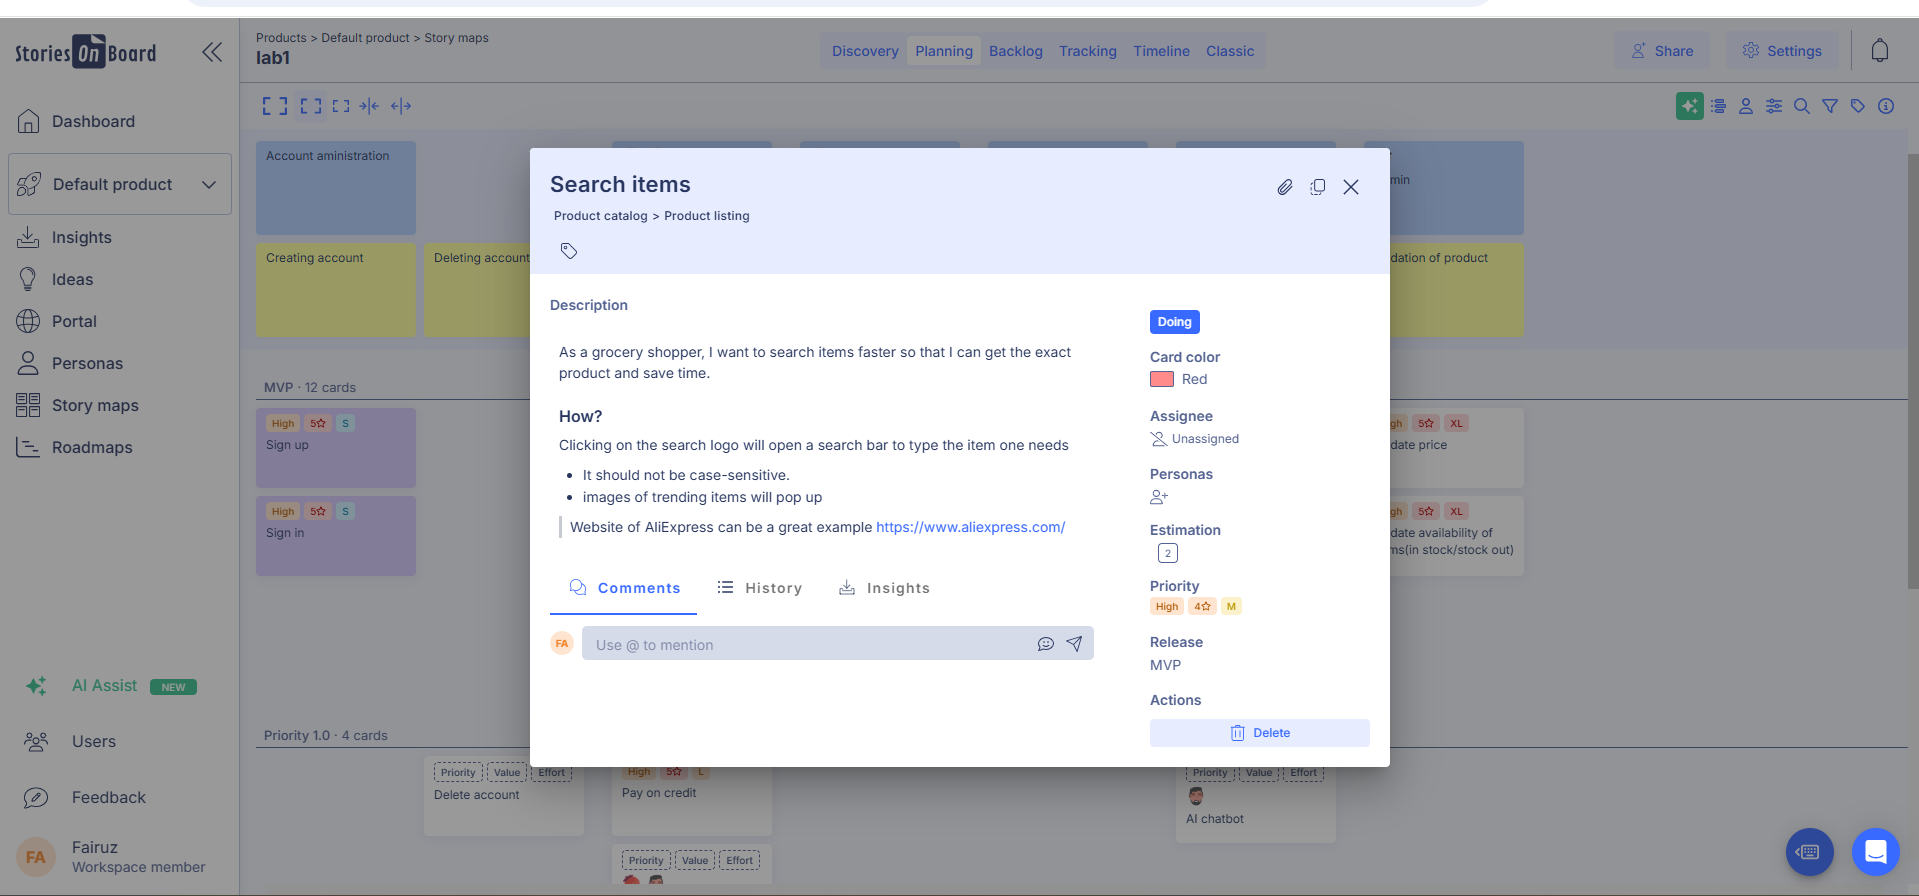 Stories On Board
Products > Default product > Story maps
lab1
Discovery
Planning
Backlog
Tracking
Timeline
Classic
Share
Settings
Dashboard
Default product
Insights
Ideas
Portal
Personas
Story maps
Roadmaps
AI Assist NEW
Users
Feedback
FA
Fairuz
Workspace member
Account aministration
min
Creating account
Deleting account
dation of product
MVP · 12 cards
High 5 S
Sign up
High 5 S
Sign in
gh 5 XL
date price
gh 5 XL
date availability of
ms(in stock/stock out)
Search items
Product catalog > Product listing
Description
As a grocery shopper, I want to search items faster so that I can get the exact
product and save time.
How?
Clicking on the search logo will open a search bar to type the item one needs
It should not be case-sensitive.
images of trending items will pop up
Website of AliExpress can be a great example https://www.aliexpress.com/
Comments
History
Insights
FA
Use @ to mention
Doing
Card color
Red
Assignee
Unassigned
Personas
Estimation
2
Priority
High 4 M
Release
MVP
Actions
Delete
Priority 1.0 · 4 cards
Priority Value Effort
Delete account
High 5 L
Pay on credit
Priority Value Effort
Priority Value Effort
AI chatbot